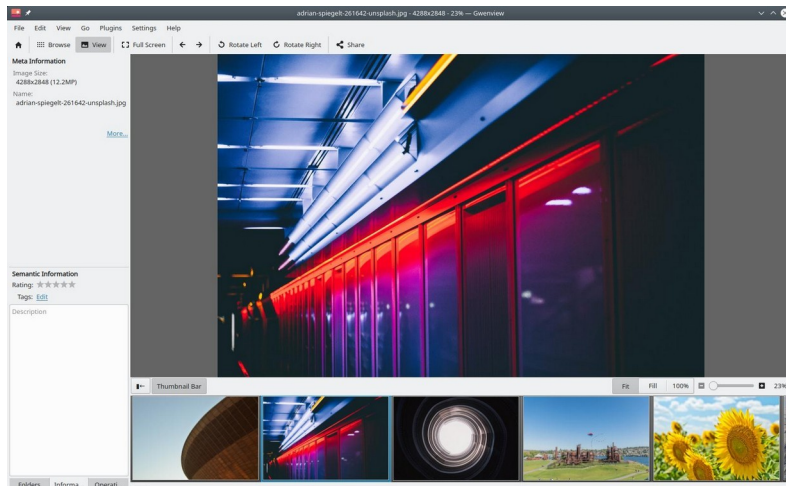 adrian-spiegelt-261642-unsplash.jpg - 4288x2848 - 23% — Gwenview
File Edit View Go Plugins Settings Help
Browse View Full Screen Rotate Left Rotate Right Share
Meta Information
Image Size:
4288x2848 (12.2MP)
Name:
adrian-spiegelt-261642-unsplash.jpg
More...
Semantic Information
Rating:
Tags: Edit
Description
Thumbnail Bar Fit Fill 100% 23%
Folders Informa Operati